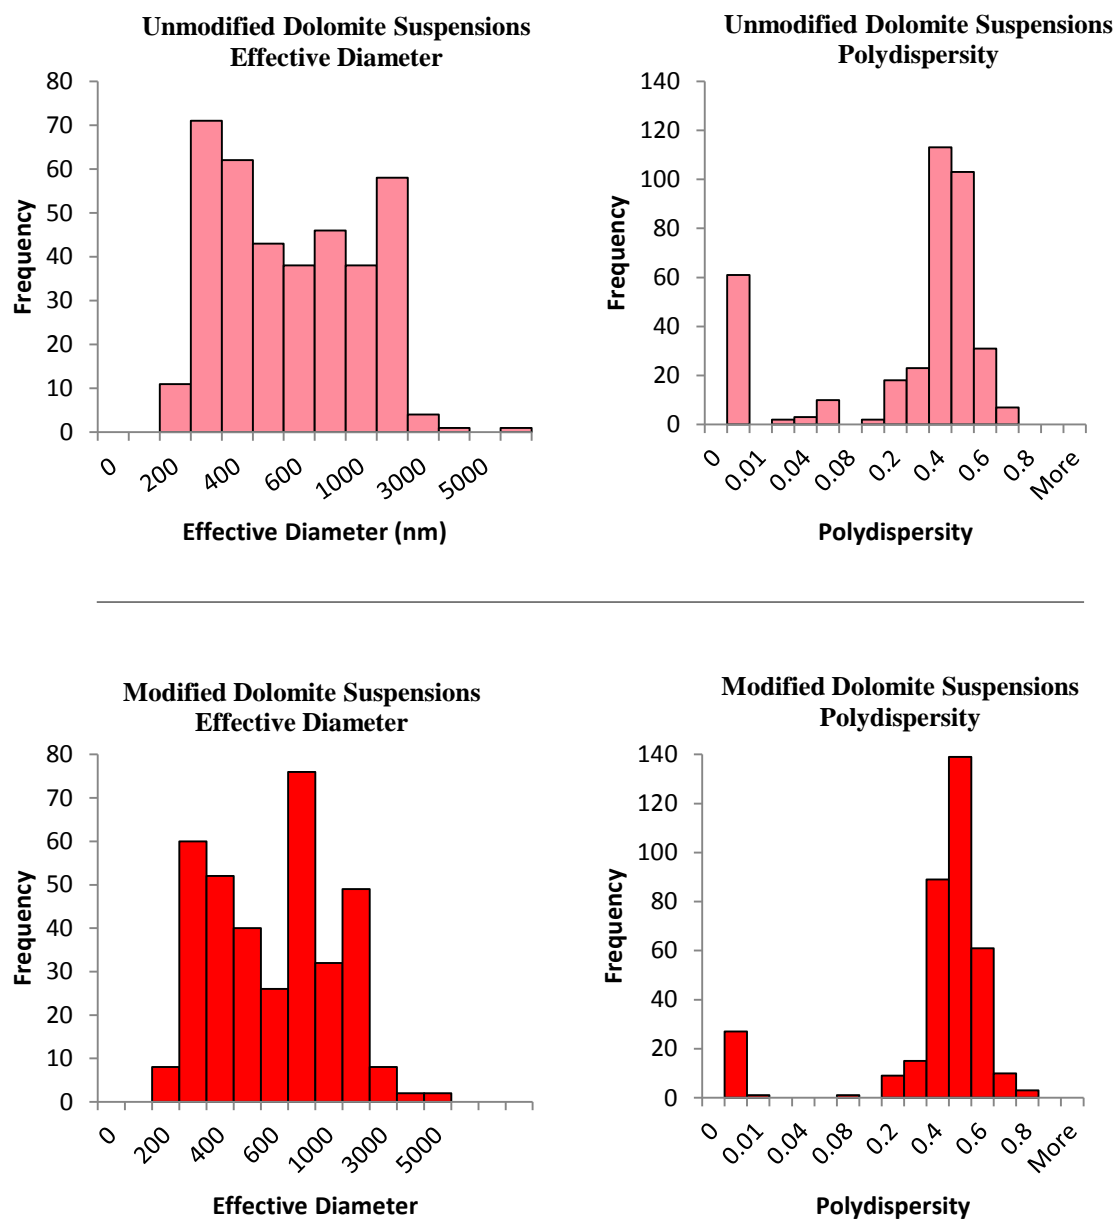 Unmodified Dolomite Suspensions
Effective Diameter
80
70
60
50
40
30
20
10
0
Frequency
0 200 400 600 1000 3000 5000
Effective Diameter (nm)
Unmodified Dolomite Suspensions
Polydispersity
140
120
100
80
60
40
20
0
Frequency
0 0.01 0.04 0.08 0.2 0.4 0.6 0.8 More
Polydispersity
Modified Dolomite Suspensions
Effective Diameter
80
70
60
50
40
30
20
10
0
Frequency
0 200 400 600 1000 3000 5000
Effective Diameter
Modified Dolomite Suspensions
Polydispersity
140
120
100
80
60
40
20
0
Frequency
0 0.01 0.04 0.08 0.2 0.4 0.6 0.8 More
Polydispersity